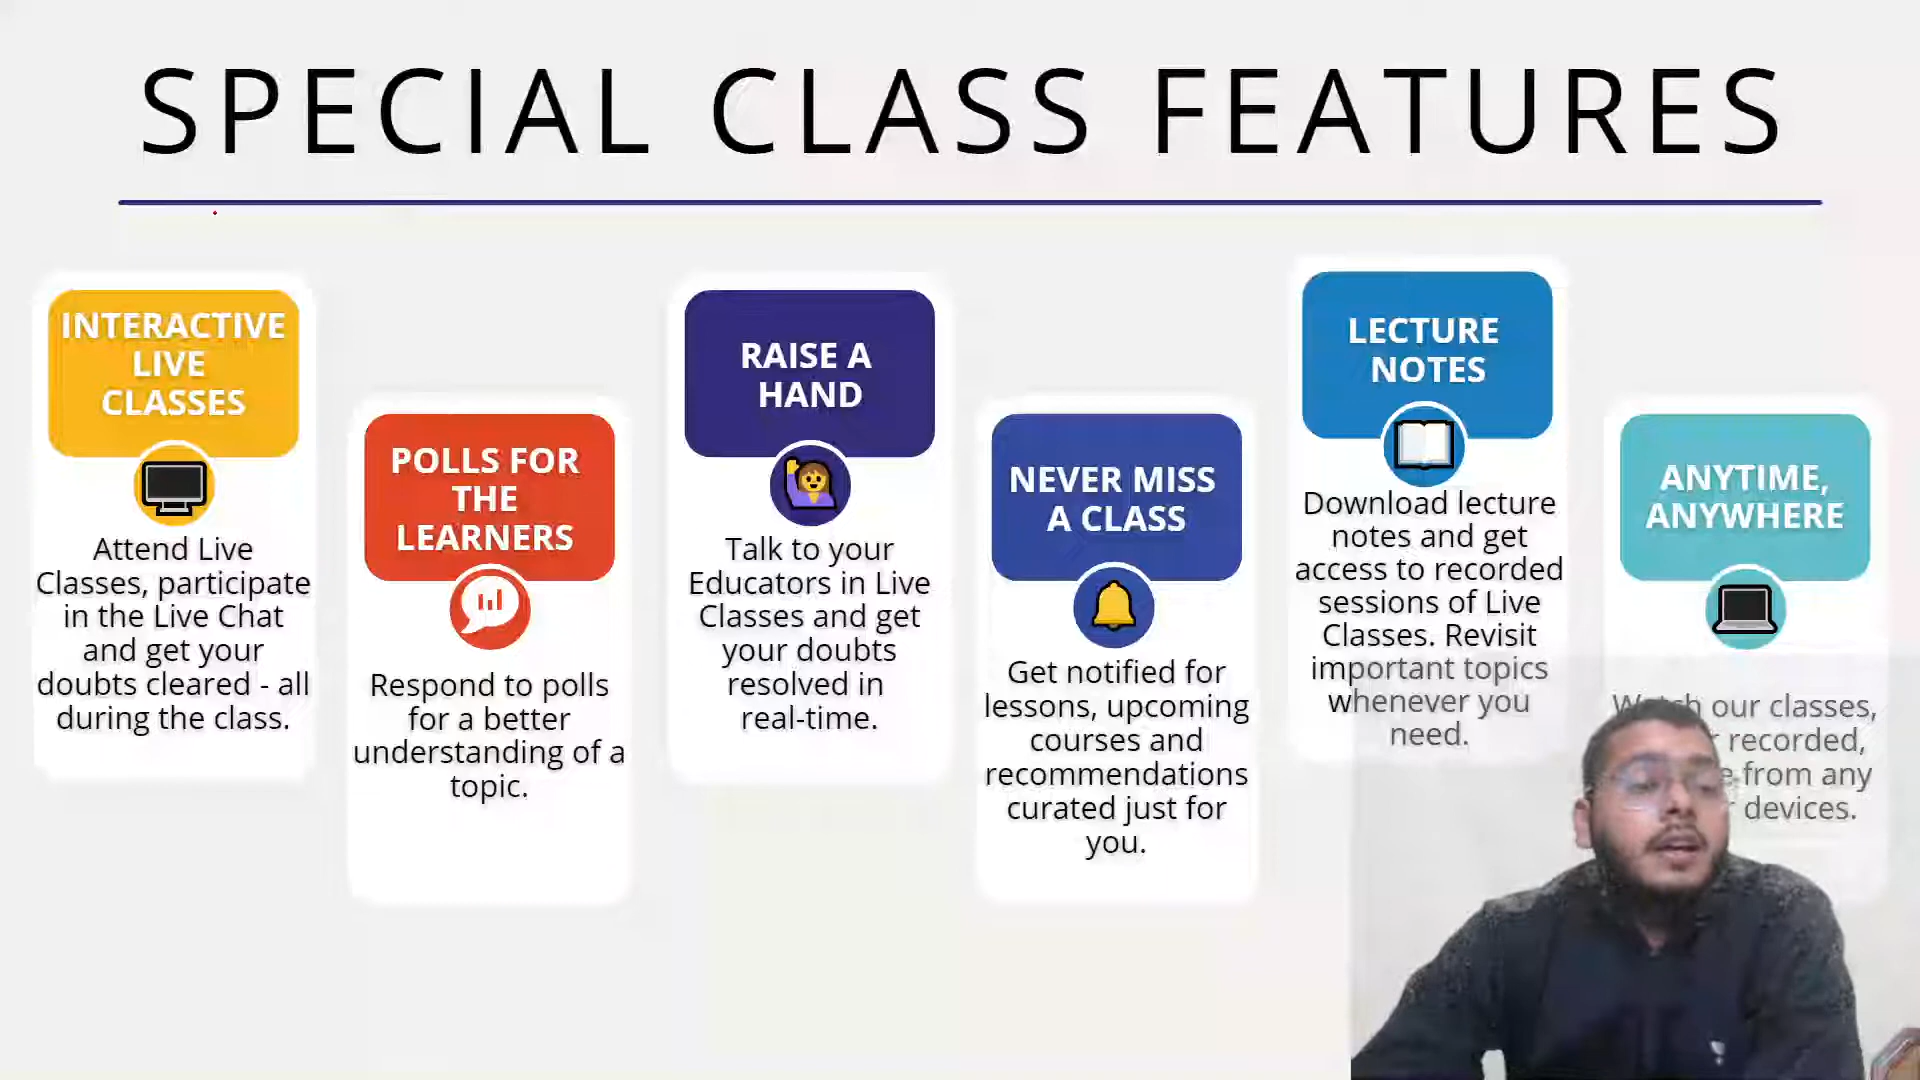 SPECIAL CLASS FEATURES
INTERACTIVE
LIVE
CLASSES
Attend Live
Classes, participate
in the Live Chat
and get your
doubts cleared - all
during the class.
POLLS FOR
THE
LEARNERS
Respond to polls
for a better
understanding of a
topic.
RAISE A
HAND
Talk to your
Educators in Live
Classes and get
your doubts
resolved in
real-time.
NEVER MISS
A CLASS
Get notified for
lessons, upcoming
courses and
recommendations
curated just for
you.
LECTURE
NOTES
Download lecture
notes and get
access to recorded
sessions of Live
Classes. Revisit
important topics
whenever you
need.
ANYTIME,
ANYWHERE
Watch our classes,
recorded,
from any
devices.